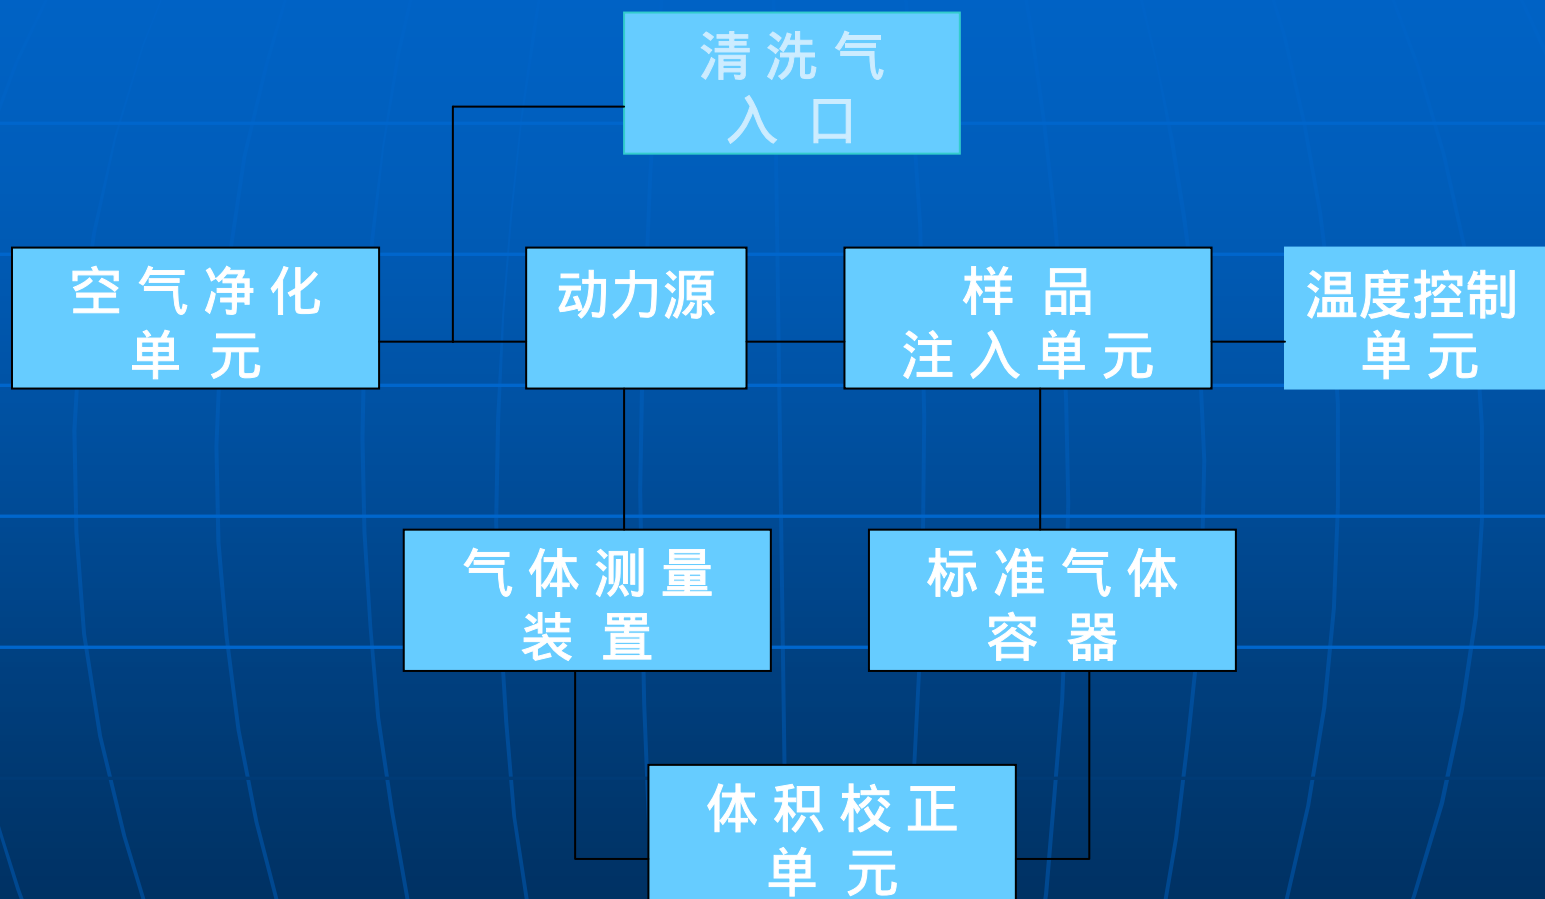 清 洗 气
入 口
空 气 净 化
单 元
动力源
样 品
注 入 单 元
温度控制
单 元
气 体 测 量
装 置
标 准 气 体
容 器
体 积 校 正
单 元